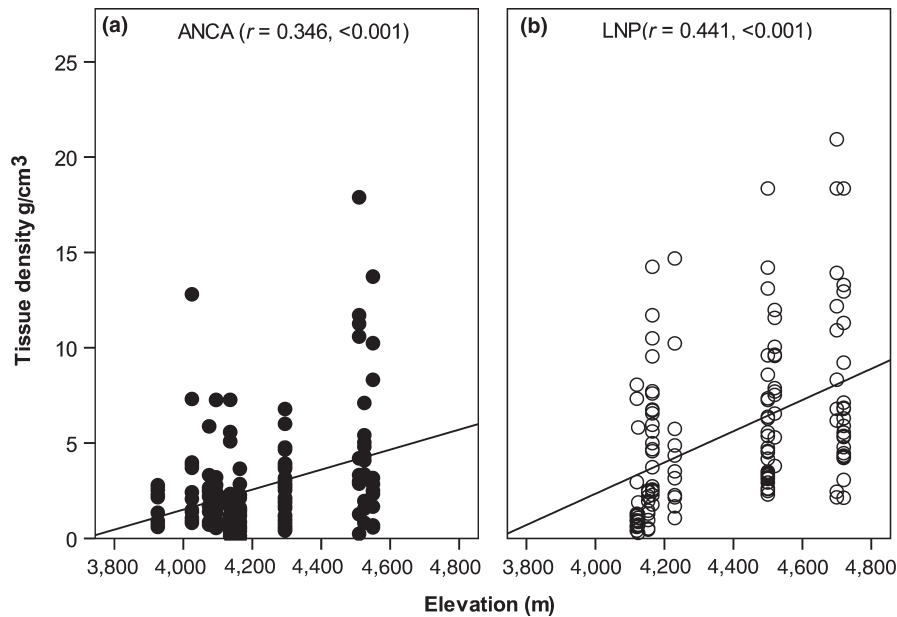 (a) ANCA (r = 0.346, <0.001)
(b) LNP(r = 0.441, <0.001)
Tissue density g/cm3
25
20
15
10
5
0
3,800 4,000 4,200 4,400 4,600 4,800
3,800 4,000 4,200 4,400 4,600 4,800
Elevation (m)